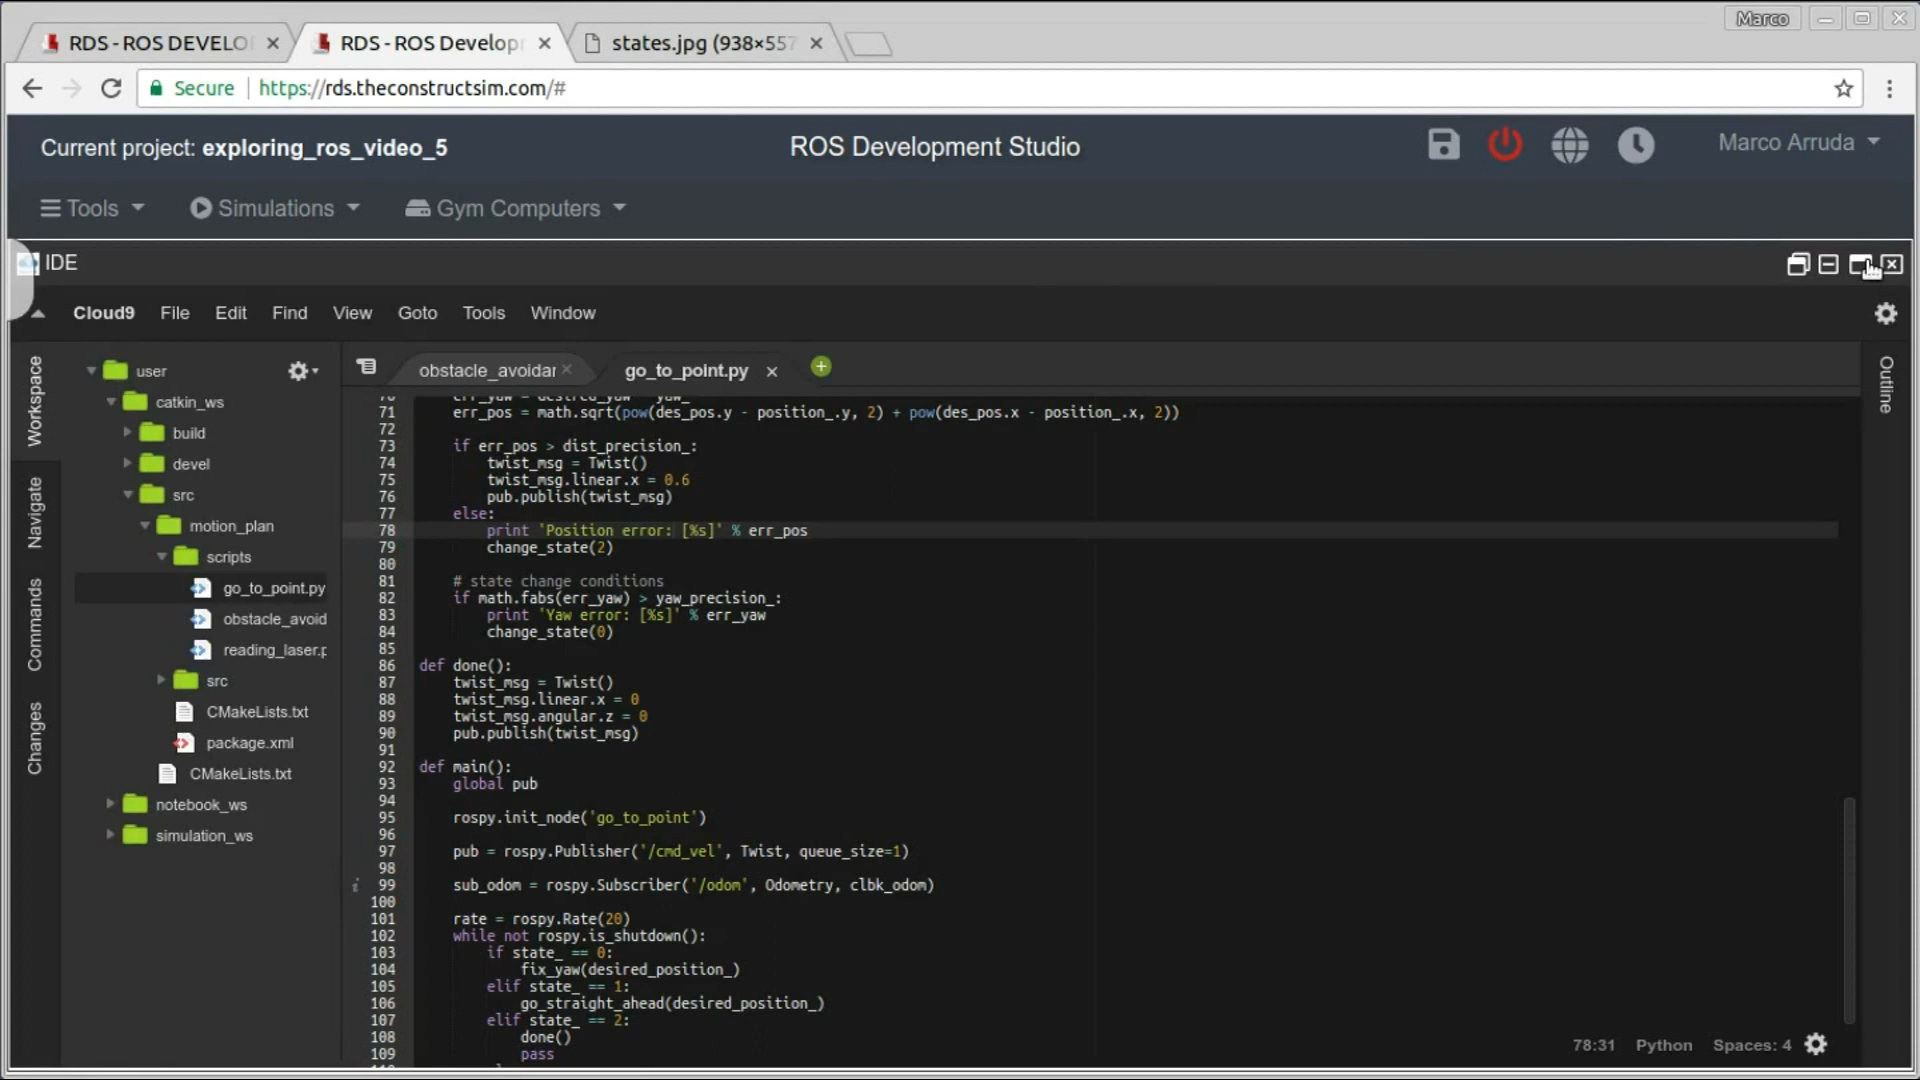 Marco
RDS - ROS DEVELO
RDS - ROS Develop
states.jpg (938×557
Secure
https://rds.theconstructsim.com/#
Current project: exploring_ros_video_5
ROS Development Studio
Marco Arruda
Tools
Simulations
Gym Computers
IDE
Cloud9 File Edit Find View Goto Tools Window
Workspace
Navigate
Commands
Changes
Outline
user
catkin_ws
build
devel
src
motion_plan
scripts
go_to_point.py
obstacle_avoid
reading_laser.p
src
CMakeLists.txt
package.xml
CMakeLists.txt
notebook_ws
simulation_ws
obstacle_avoidar
go_to_point.py
70 err_yaw = desired_yaw - yaw_
71 err_pos = math.sqrt(pow(des_pos.y - position_.y, 2) + pow(des_pos.x - position_.x, 2))
72
73 if err_pos > dist_precision_:
74 twist_msg = Twist()
75 twist_msg.linear.x = 0.6
76 pub.publish(twist_msg)
77 else:
78 print 'Position error: [%s]' % err_pos
79 change_state(2)
80
81 # state change conditions
82 if math.fabs(err_yaw) > yaw_precision_:
83 print 'Yaw error: [%s]' % err_yaw
84 change_state(0)
85
86 def done():
87 twist_msg = Twist()
88 twist_msg.linear.x = 0
89 twist_msg.angular.z = 0
90 pub.publish(twist_msg)
91
92 def main():
93 global pub
94
95 rospy.init_node('go_to_point')
96
97 pub = rospy.Publisher('/cmd_vel', Twist, queue_size=1)
98
99 sub_odom = rospy.Subscriber('/odom', Odometry, clbk_odom)
100
101 rate = rospy.Rate(20)
102 while not rospy.is_shutdown():
103 if state_ == 0:
104 fix_yaw(desired_position_)
105 elif state_ == 1:
106 go_straight_ahead(desired_position_)
107 elif state_ == 2:
108 done()
109 pass
78:31 Python Spaces: 4